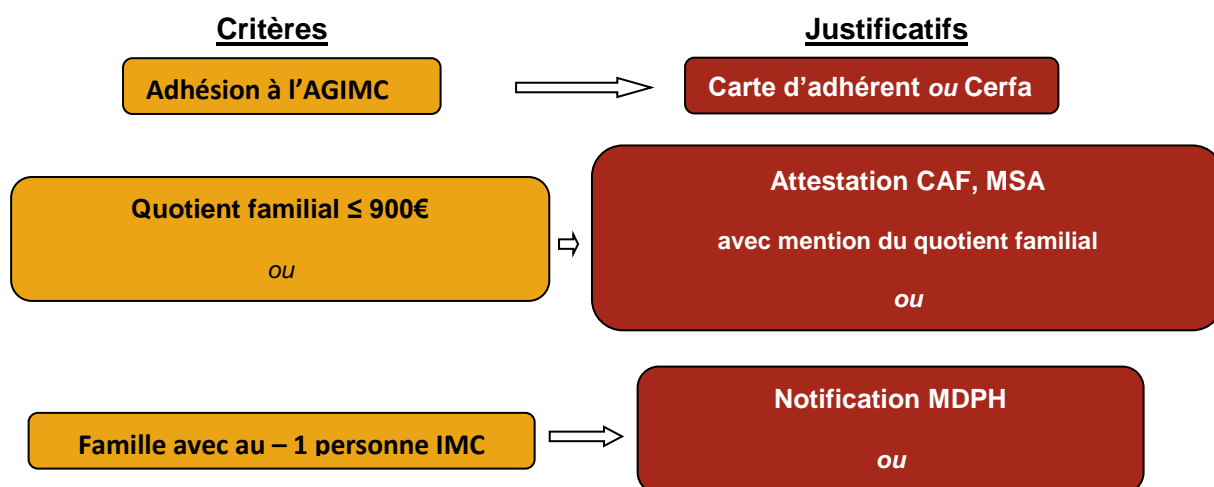 Critères
Justificatifs
Adhésion à l'AGIMC
Carte d'adhérent ou Cerfa
Quotient familial ≤ 900€
ou
Attestation CAF, MSA
avec mention du quotient familial
ou
Famille avec au – 1 personne IMC
Notification MDPH
ou